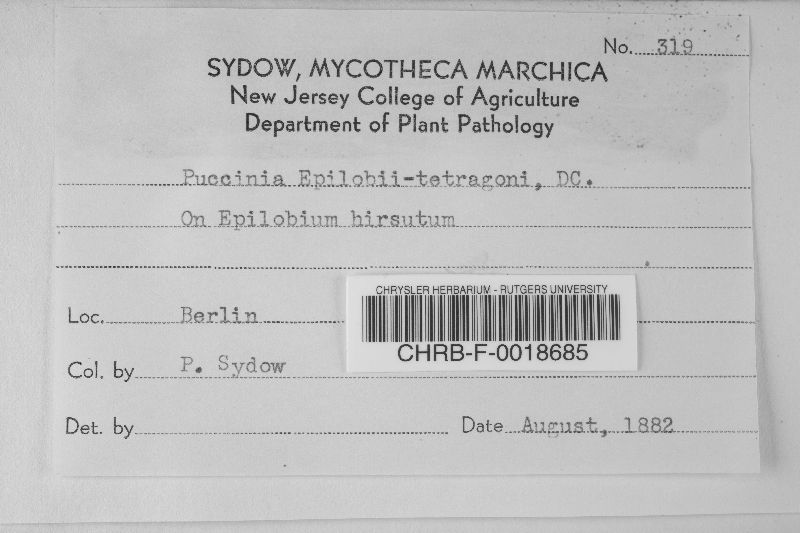 No. 319
SYDOW, MYCOTHECA MARCHICA
New Jersey College of Agriculture
Department of Plant Pathology
Puccinia Epilobii-tetragoni, DC.
On Epilobium hirsutum
Loc. Berlin
CHRYSLER HERBARIUM - RUTGERS UNIVERSITY
CHRB-F-0018685
Col. by P. Sydow
Det. by
Date August, 1882